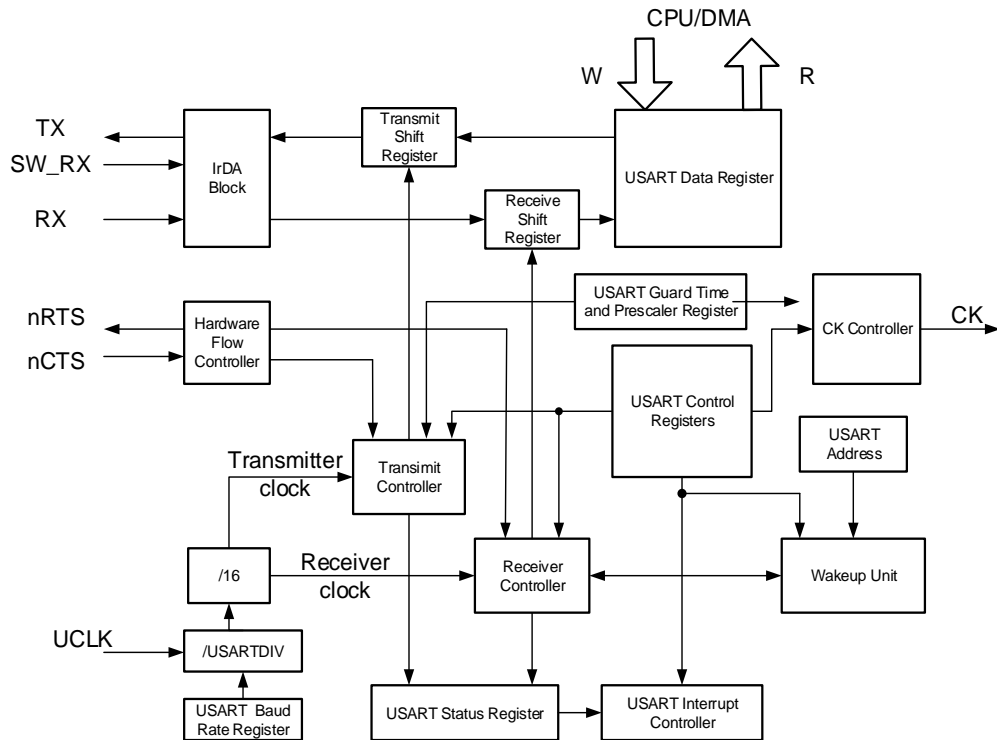 CPU/DMA
W
R
TX
SW_RX
RX
IrDA
Block
Transmit
Shift
Register
Receive
Shift
Register
USART Data Register
nRTS
nCTS
Hardware
Flow
Controller
USART Guard Time
and Prescaler Register
CK Controller
CK
USART Control
Registers
USART
Address
Transmitter
clock
Transimit
Controller
/16
Receiver
clock
Receiver
Controller
Wakeup Unit
UCLK
/USARTDIV
USART Baud
Rate Register
USART Status Register
USART Interrupt
Controller